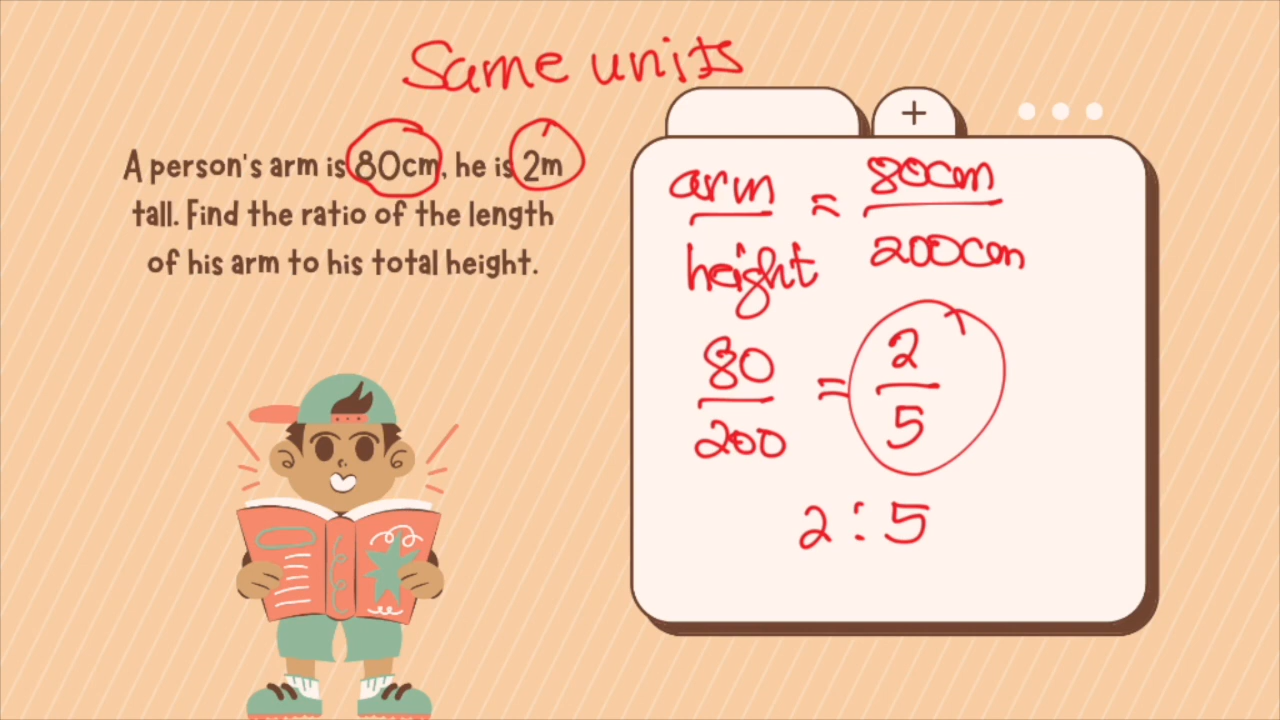 Same units
A person's arm is 80cm, he is 2m
tall. Find the ratio of the length
of his arm to his total height.
+
arm = 80cm
height 200cm
80 = 2
200 5
2 : 5